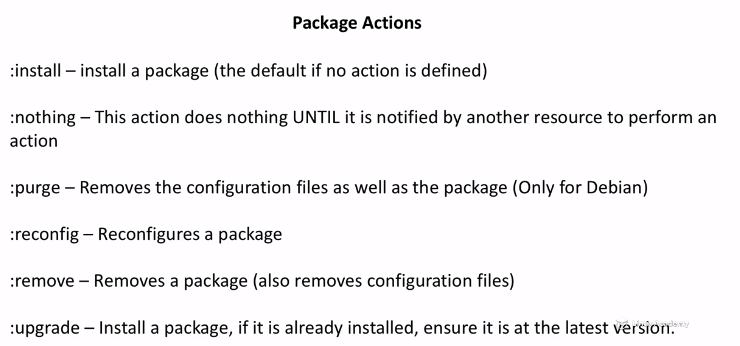 Package Actions
:install – install a package (the default if no action is defined)
:nothing – This action does nothing UNTIL it is notified by another resource to perform an
action
:purge – Removes the configuration files as well as the package (Only for Debian)
:reconfig – Reconfigures a package
:remove – Removes a package (also removes configuration files)
:upgrade – Install a package, if it is already installed, ensure it is at the latest version.